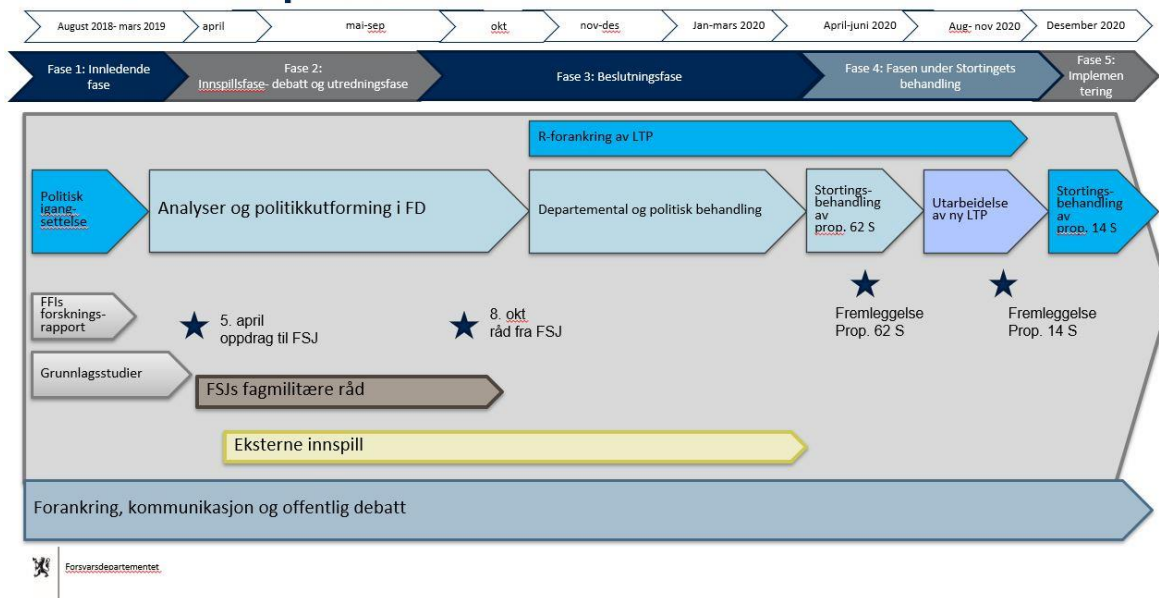 August 2018- mars 2019
april
mai-sep
okt
nov-des
Jan-mars 2020
April-juni 2020
Aug- nov 2020
Desember 2020
Fase 1: Innledende
fase
Fase 2:
Innspillsfase- debatt og utredningsfase
Fase 3: Beslutningsfase
Fase 4: Fasen under Stortingets
behandling
Fase 5:
Implemen
tering
R-forankring av LTP
Politisk
igang-
settelse
Analyser og politikkutforming i FD
Departemental og politisk behandling
Stortings-
behandling
av
prop. 62 S
Utarbeidelse
av ny LTP
Stortings-
behandling
av
prop. 14 S
FFIs
forsknings-
rapport
5. april
oppdrag til FSJ
8. okt
råd fra FSJ
Fremleggelse
Prop. 62 S
Fremleggelse
Prop. 14 S
Grunnlagsstudier
FSJs fagmilitære råd
Eksterne innspill
Forankring, kommunikasjon og offentlig debatt
Forsvarsdepartementet